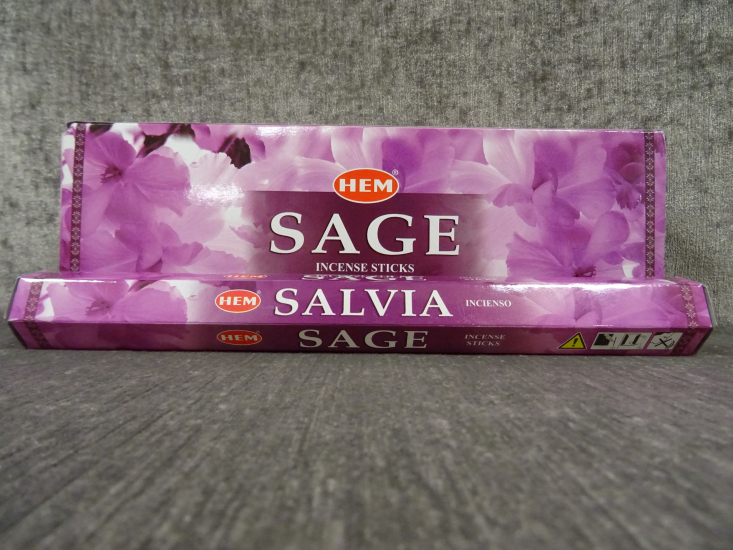 HEM®
SAGE
INCENSE STICKS
HEM SALVIA INCIENSO
HEM SAGE INCENSE STICKS